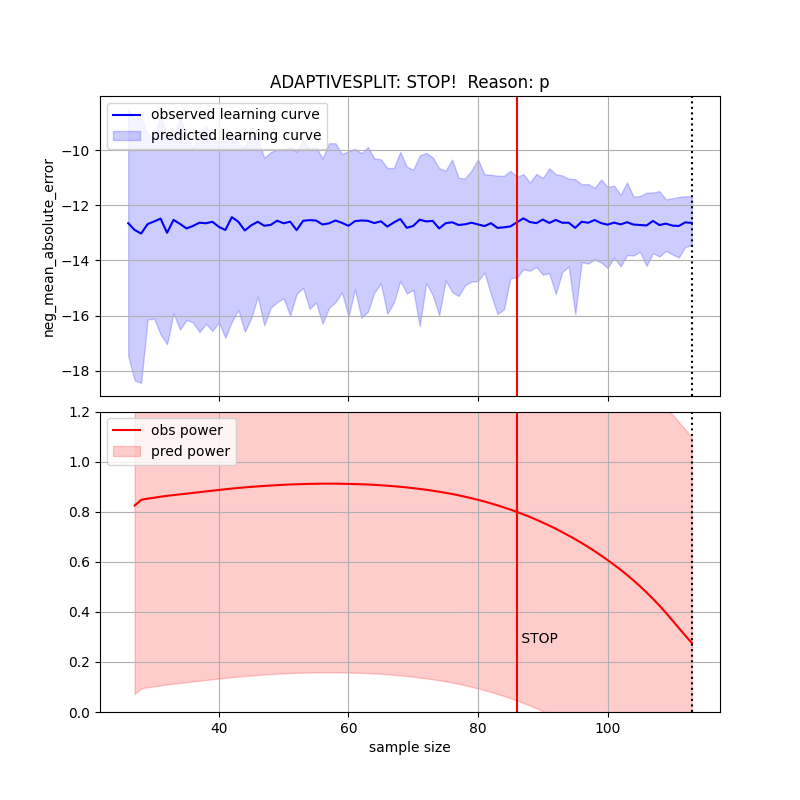 ADAPTIVESPLIT: STOP!  Reason: p
observed learning curve
predicted learning curve
neg_mean_absolute_error
−10
−12
−14
−16
−18
obs power
pred power
1.2
1.0
0.8
0.6
0.4
0.2
0.0
STOP
40
60
80
100
sample size